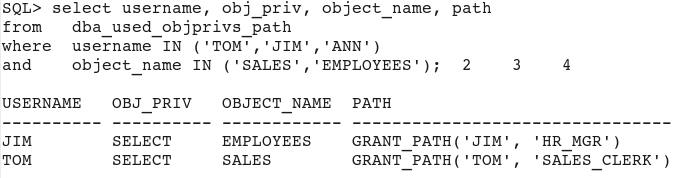 SQL> select username, obj_priv, object_name, path
from   dba_used_objprivs_path
where  username IN ('TOM','JIM','ANN')
and    object_name IN ('SALES','EMPLOYEES');  2    3    4
USERNAME   OBJ_PRIV   OBJECT_NAME  PATH
---------- ---------- ------------ --------------------------------
JIM        SELECT     EMPLOYEES    GRANT_PATH('JIM', 'HR_MGR')
TOM        SELECT     SALES        GRANT_PATH('TOM', 'SALES_CLERK')